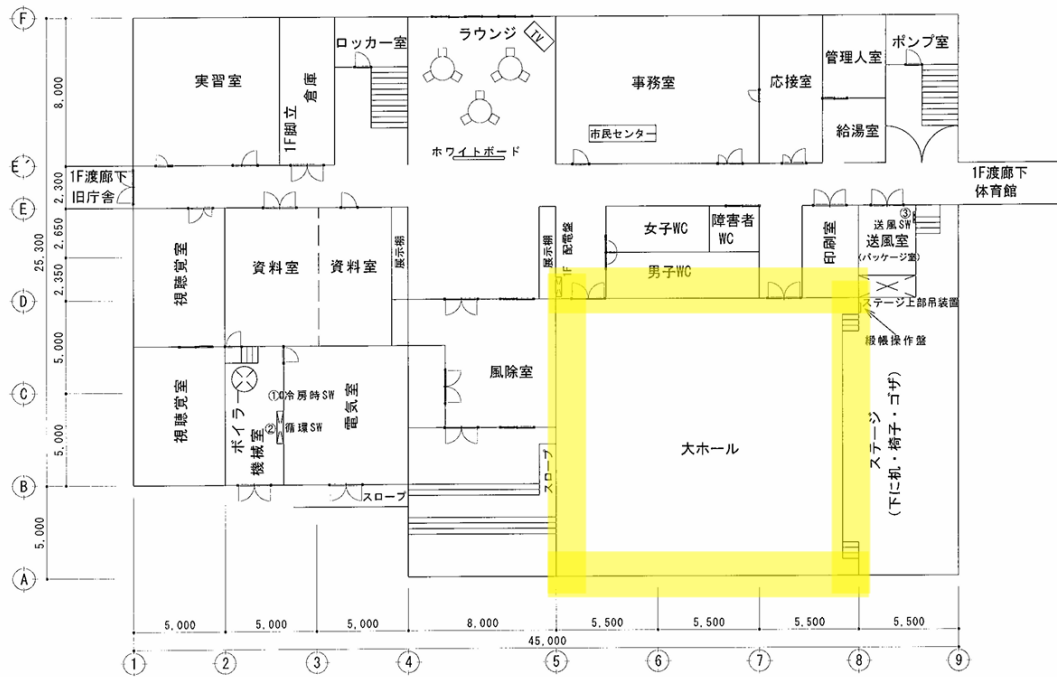 F
8,000
E'
2,300
E
2,650
25,300
2,350
D
5,000
C
5,000
B
5,000
A
実習室
1F脚立
倉庫
ロッカー室
ラウンジ
TV
ホワイトボード
事務室
市民センター
応接室
管理人室
給湯室
ポンプ室
1F渡廊下
旧庁舎
1F渡廊下
体育館
視聴覚室
資料室
資料室
展示棚
展示棚
1F 配電盤
女子WC
障害者
WC
男子WC
印刷室
③
送風SW
送風室
(パッケージ室)
ステージ上部吊装置
緞帳操作盤
視聴覚室
ボイラー
機械室
①冷房時SW
②循環SW
電気室
風除室
スロープ
スロープ
大ホール
ステージ
(下に机・椅子・ゴザ)
5,000
5,000
5,000
8,000
5,500
5,500
5,500
5,500
45,000
1
2
3
4
5
6
7
8
9